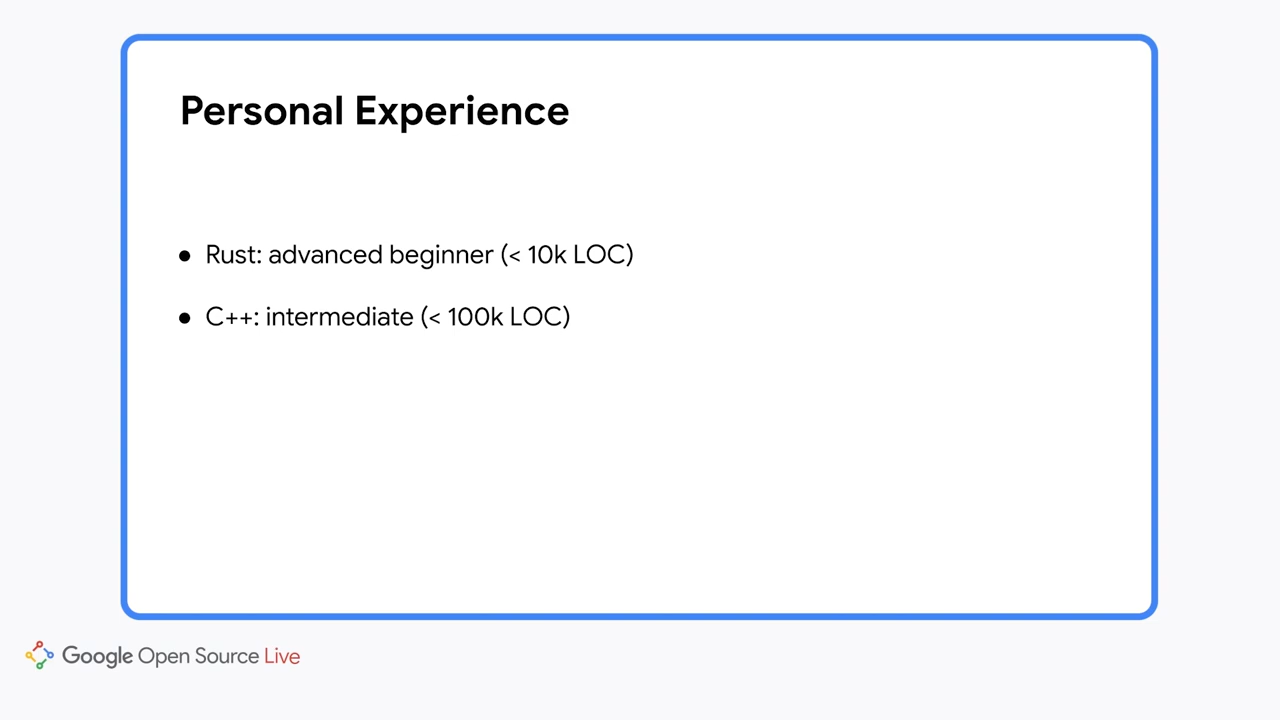 Personal Experience
● Rust: advanced beginner (< 10k LOC)
● C++: intermediate (< 100k LOC)
Google Open Source Live